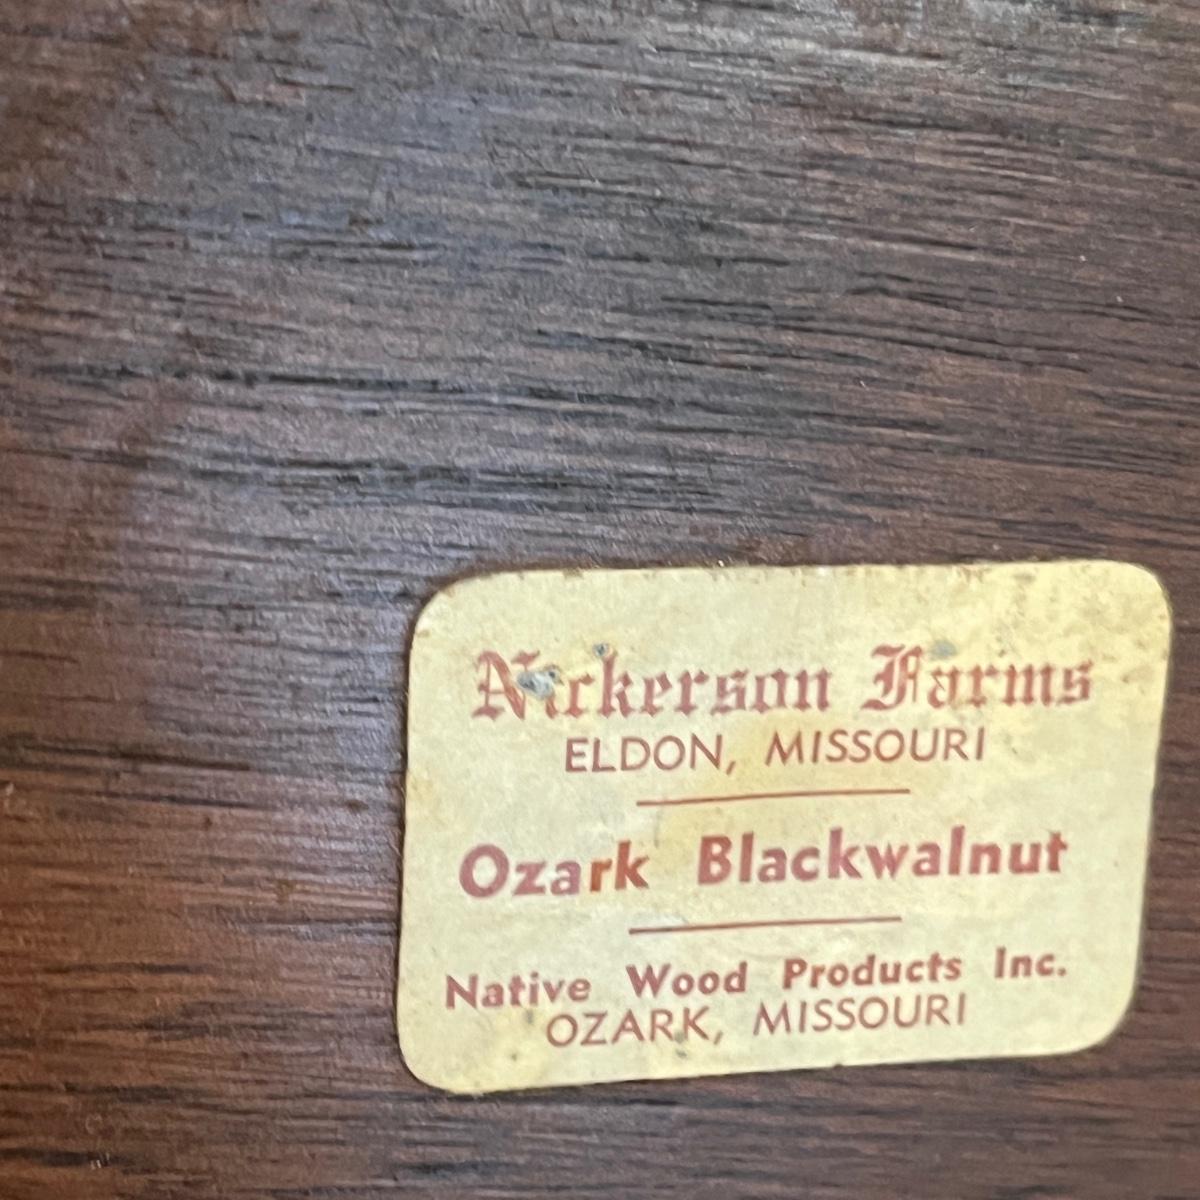 Nickerson Farms
ELDON, MISSOURI
Ozark Blackwalnut
Native Wood Products Inc.
OZARK, MISSOURI